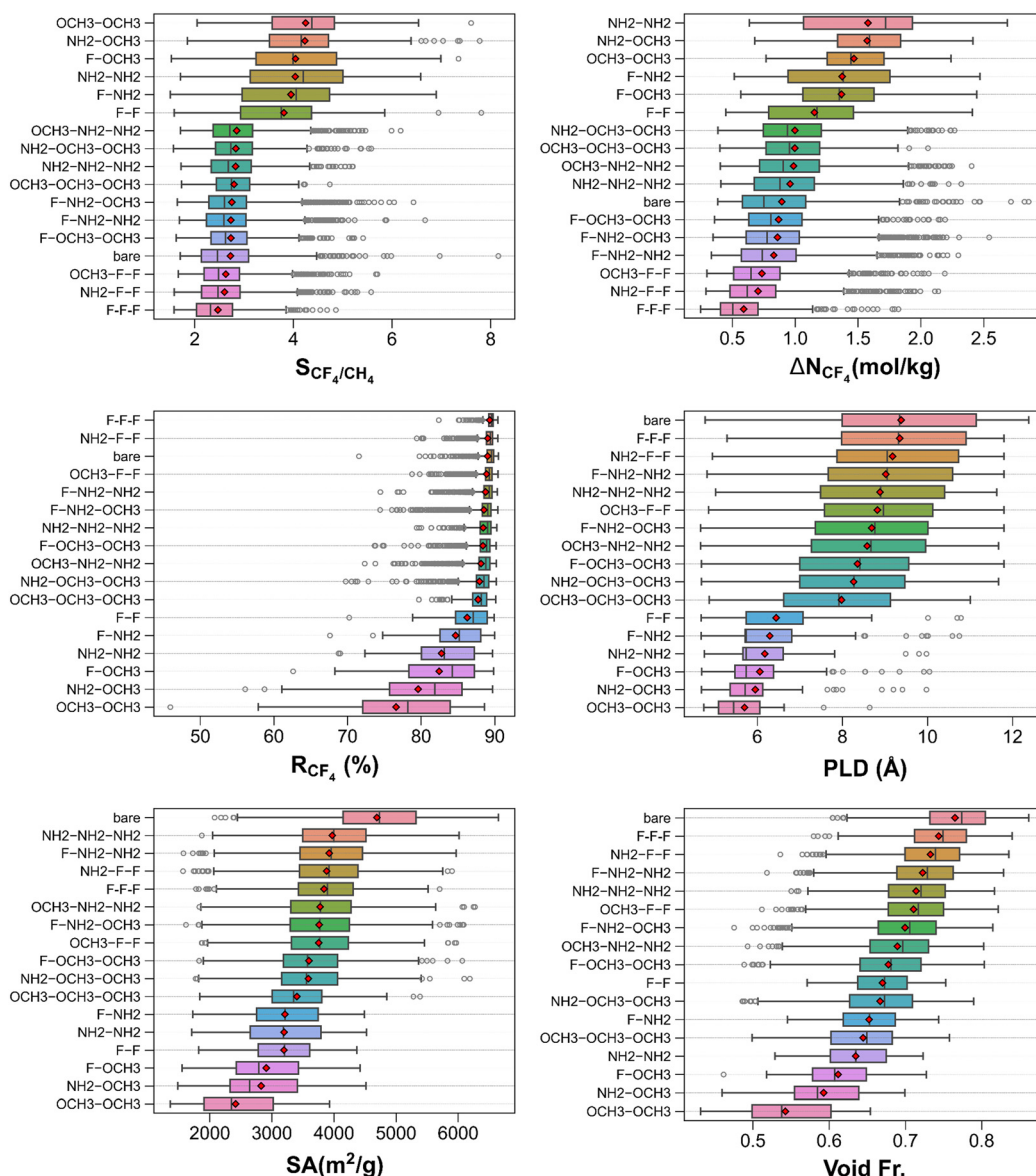 OCH3-OCH3
NH2-OCH3
F-OCH3
NH2-NH2
F-NH2
F-F
OCH3-NH2-NH2
NH2-OCH3-OCH3
NH2-NH2-NH2
OCH3-OCH3-OCH3
F-NH2-OCH3
F-NH2-NH2
F-OCH3-OCH3
bare
OCH3-F-F
NH2-F-F
F-F-F
2 4 6 8
S_CF₄/CH₄
NH2-NH2
NH2-OCH3
OCH3-OCH3
F-NH2
F-OCH3
F-F
NH2-OCH3-OCH3
OCH3-OCH3-OCH3
OCH3-NH2-NH2
NH2-NH2-NH2
bare
F-OCH3-OCH3
F-NH2-OCH3
F-NH2-NH2
OCH3-F-F
NH2-F-F
F-F-F
0.5 1.0 1.5 2.0 2.5
ΔN_CF₄(mol/kg)
F-F-F
NH2-F-F
bare
OCH3-F-F
F-NH2-NH2
F-NH2-OCH3
NH2-NH2-NH2
F-OCH3-OCH3
OCH3-NH2-NH2
NH2-OCH3-OCH3
OCH3-OCH3-OCH3
F-F
F-NH2
NH2-NH2
F-OCH3
NH2-OCH3
OCH3-OCH3
50 60 70 80 90
R_CF₄ (%)
bare
F-F-F
NH2-F-F
F-NH2-NH2
NH2-NH2-NH2
OCH3-F-F
F-NH2-OCH3
OCH3-NH2-NH2
F-OCH3-OCH3
NH2-OCH3-OCH3
OCH3-OCH3-OCH3
F-F
F-NH2
NH2-NH2
F-OCH3
NH2-OCH3
OCH3-OCH3
6 8 10 12
PLD (Å)
bare
NH2-NH2-NH2
F-NH2-NH2
NH2-F-F
F-F-F
OCH3-NH2-NH2
F-NH2-OCH3
OCH3-F-F
F-OCH3-OCH3
NH2-OCH3-OCH3
OCH3-OCH3-OCH3
F-NH2
NH2-NH2
F-F
F-OCH3
NH2-OCH3
OCH3-OCH3
2000 3000 4000 5000 6000
SA(m²/g)
bare
F-F-F
NH2-F-F
F-NH2-NH2
NH2-NH2-NH2
OCH3-F-F
F-NH2-OCH3
OCH3-NH2-NH2
F-OCH3-OCH3
F-F
NH2-OCH3-OCH3
F-NH2
OCH3-OCH3-OCH3
NH2-NH2
F-OCH3
NH2-OCH3
OCH3-OCH3
0.5 0.6 0.7 0.8
Void Fr.